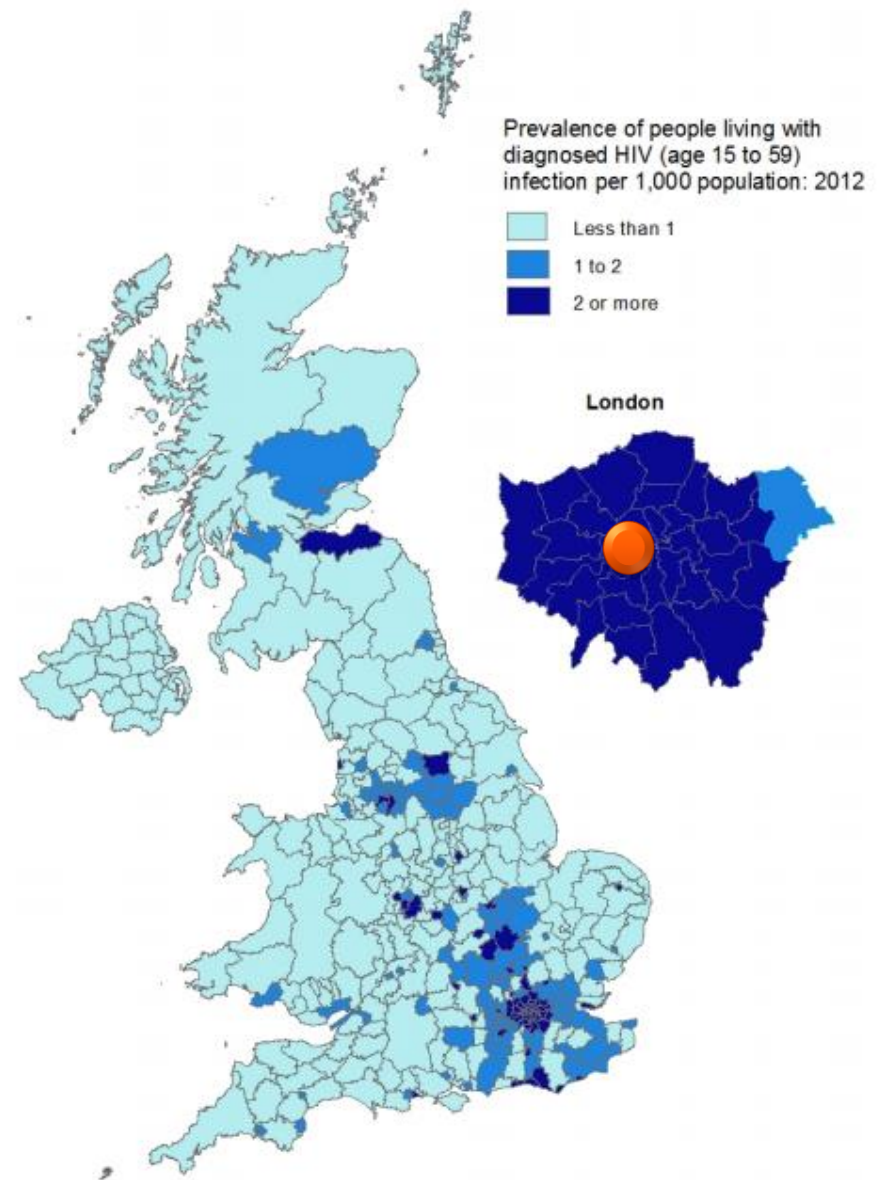 Prevalence of people living with
diagnosed HIV (age 15 to 59)
infection per 1,000 population: 2012
Less than 1
1 to 2
2 or more
London